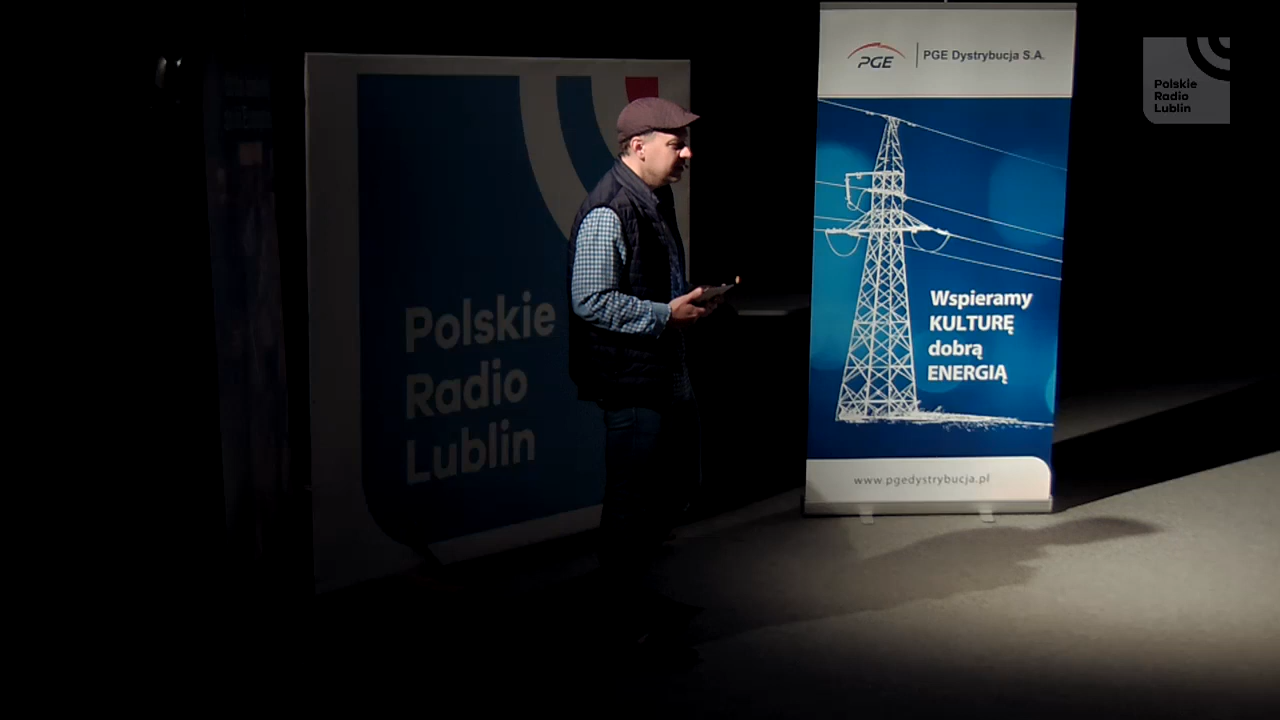 Polskie
Radio
Lublin
PGE
PGE Dystrybucja S.A.
Wspieramy
KULTURĘ
dobrą
ENERGIĄ
www.pgedystrybucja.pl
Polskie
Radio
Lublin